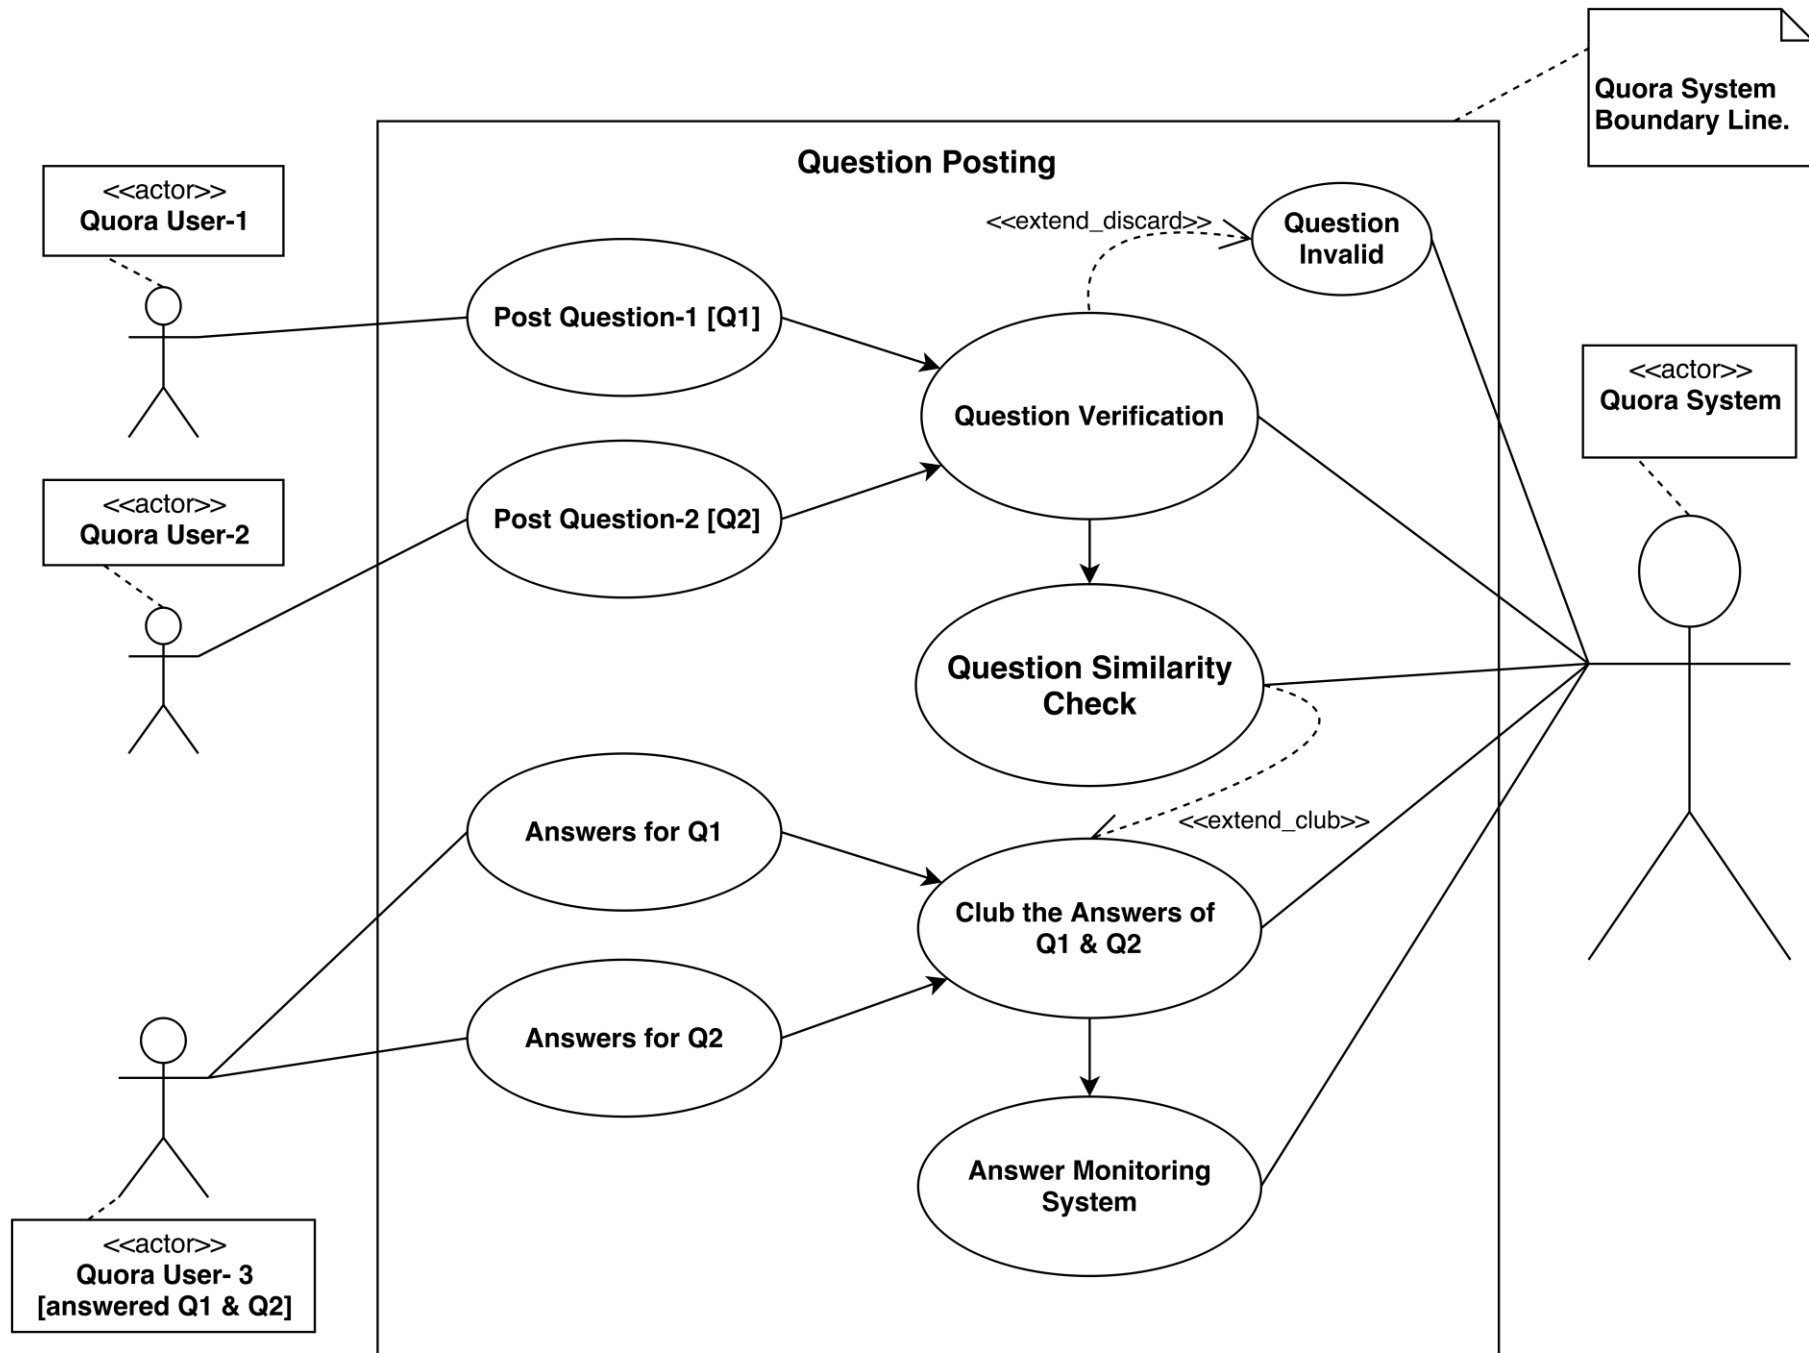 Quora System
Boundary Line.
Question Posting
<<actor>>
Quora User-1
<<extend_discard>>
Question
Invalid
Post Question-1 [Q1]
Question Verification
<<actor>>
Quora System
<<actor>>
Quora User-2
Post Question-2 [Q2]
Question Similarity
Check
<<extend_club>>
Answers for Q1
Club the Answers of
Q1 & Q2
Answers for Q2
Answer Monitoring
System
<<actor>>
Quora User- 3
[answered Q1 & Q2]